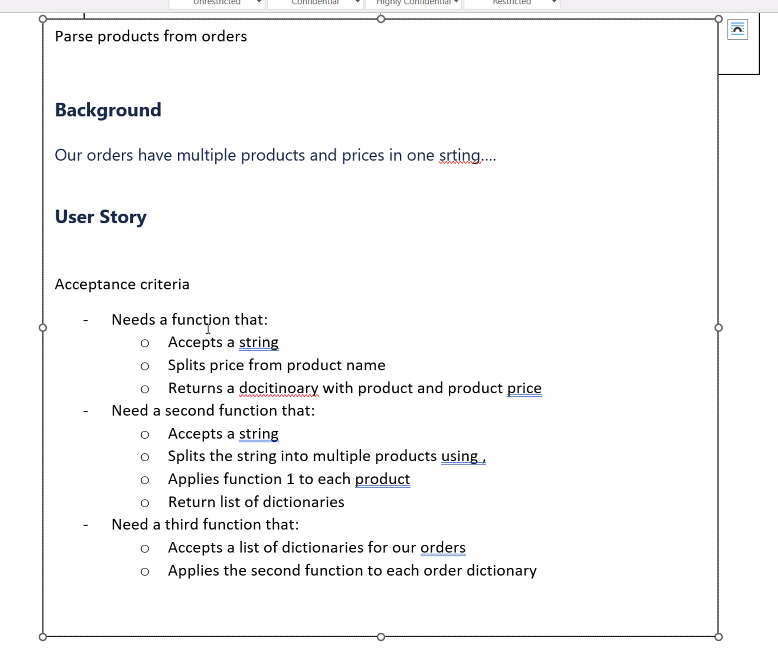 Unrestricted Confidential Highly Confidential Restricted
Parse products from orders
Background
Our orders have multiple products and prices in one srting....
User Story
Acceptance criteria
- Needs a function that:
o Accepts a string
o Splits price from product name
o Returns a docitinoary with product and product price
- Need a second function that:
o Accepts a string
o Splits the string into multiple products using ,
o Applies function 1 to each product
o Return list of dictionaries
- Need a third function that:
o Accepts a list of dictionaries for our orders
o Applies the second function to each order dictionary